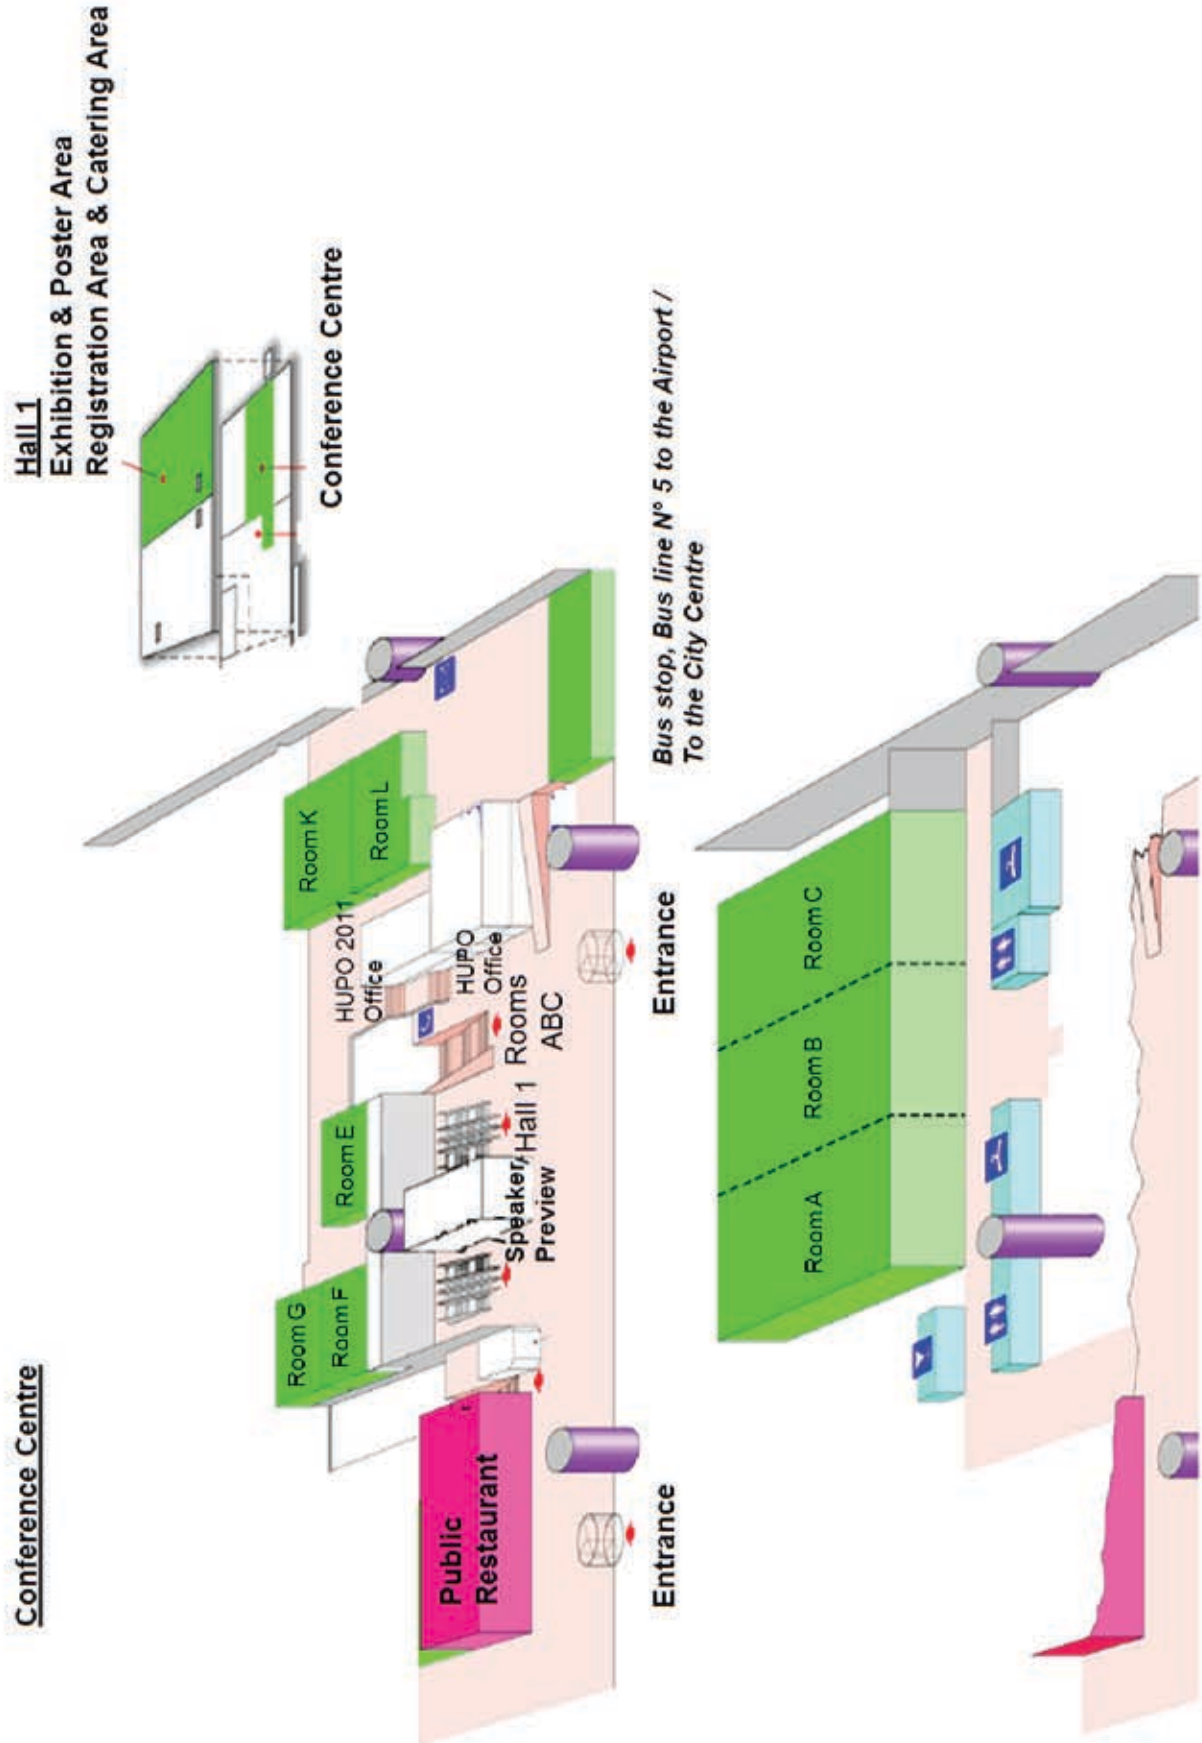 Conference Centre
Hall 1
Exhibition & Poster Area
Registration Area & Catering Area
Conference Centre
Room G
Room F
Room E
HUPO 2011
Office
Room K
Room L
HUPO
Office
Rooms
ABC
Hall 1
Speaker
Preview
Public
Restaurant
Entrance
Entrance
Bus stop, Bus line N° 5 to the Airport /
To the City Centre
Room A
Room B
Room C